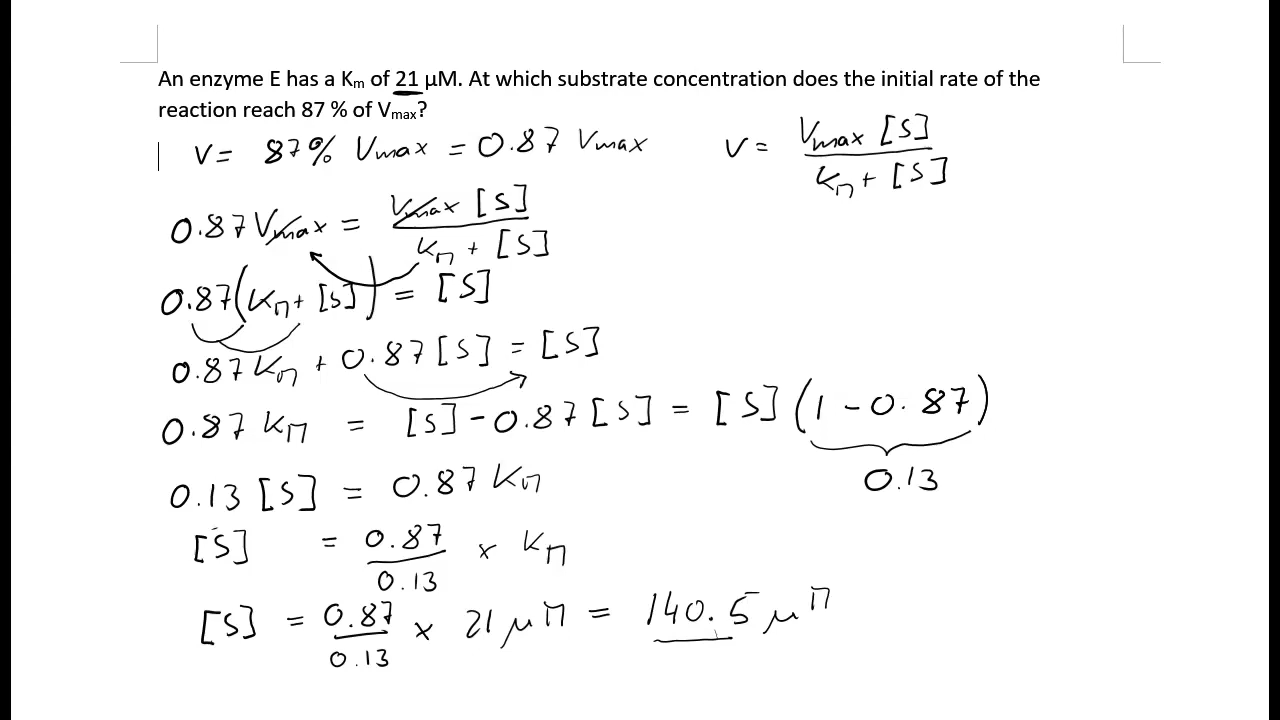 An enzyme E has a Km of 21 μM. At which substrate concentration does the initial rate of the
reaction reach 87 % of Vmax?
V = 87% Vmax = 0.87 Vmax V = Vmax [S] / Km + [S]
0.87 Vmax = Vmax [S] / Km + [S]
0.87 (Km + [S]) = [S]
0.87 Km + 0.87 [S] = [S]
0.87 Km = [S] - 0.87 [S] = [S] (1 - 0.87)
0.13
0.13 [S] = 0.87 Km
[S] = 0.87 / 0.13 x Km
[S] = 0.87 / 0.13 x 21 μM = 140.5 μM